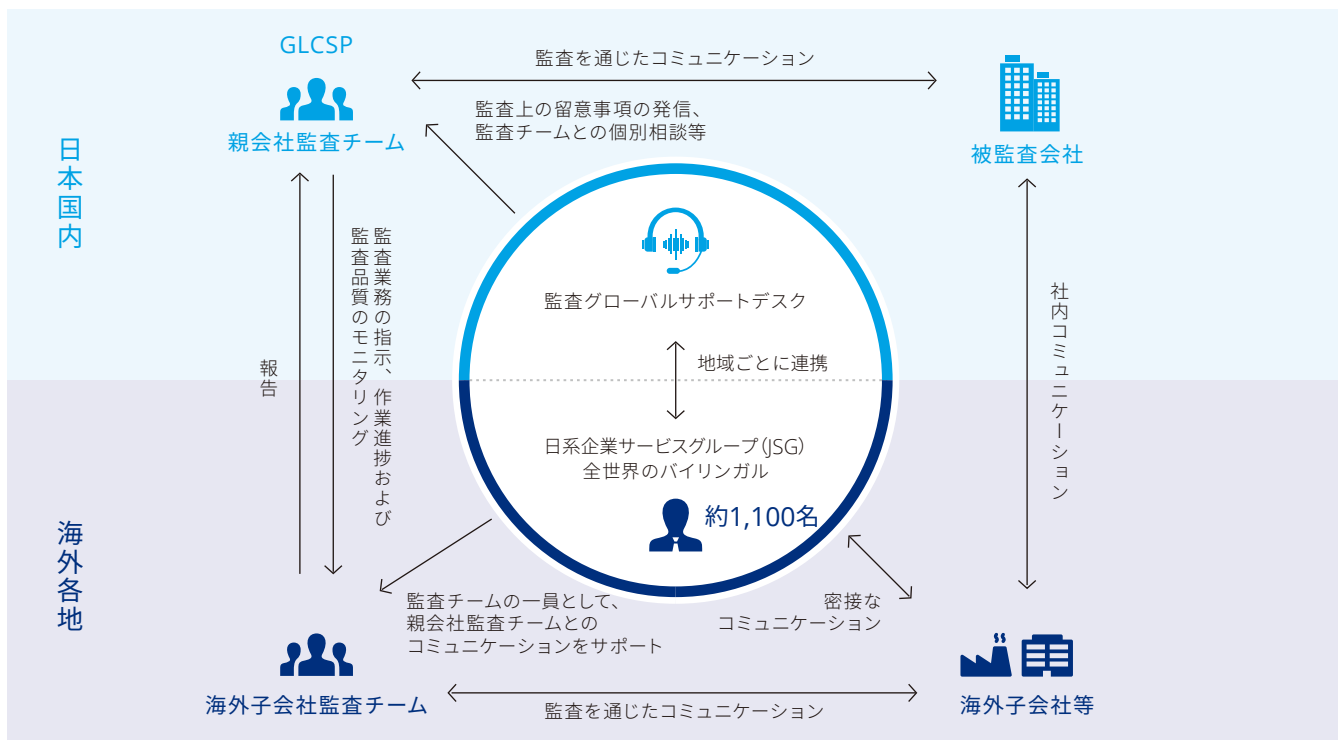 GLCSP
親会社監査チーム
監査を通じたコミュニケーション
監査上の留意事項の発信、
監査チームとの個別相談等
被監査会社
日本国内
監査業務の指示、作業進捗および
監査品質のモニタリング
報告
監査グローバルサポートデスク
地域ごとに連携
社内コミュニケーション
日系企業サービスグループ(JSG)
全世界のバイリンガル
約1,100名
海外各地
監査チームの一員として、
親会社監査チームとの
コミュニケーションをサポート
密接な
コミュニケーション
海外子会社監査チーム
監査を通じたコミュニケーション
海外子会社等